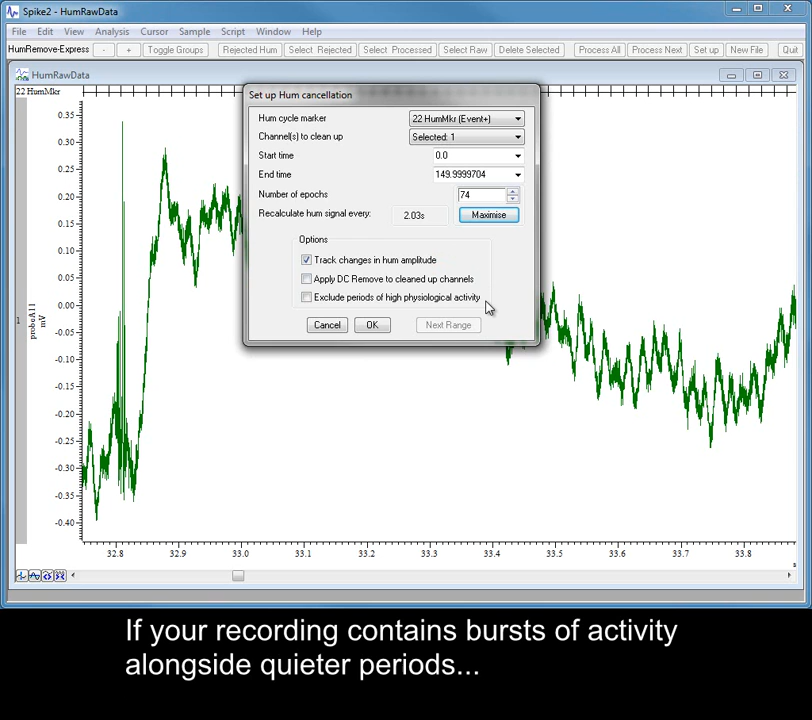 Spike2 - HumRawData
File Edit View Analysis Cursor Sample Script Window Help
HumRemove-Express - + Toggle Groups Rejected Hum Select Rejected Select Processed Select Raw Delete Selected Process All Process Next Set up New File Quit
HumRawData
22 HumMkr
Set up Hum cancellation
Hum cycle marker 22 HumMkr (Event+)
Channel(s) to clean up Selected: 1
Start time 0.0
End time 149.9999704
Number of epochs 74
Recalculate hum signal every: 2.03s Maximise
Options
Track changes in hum amplitude
Apply DC Remove to cleaned up channels
Exclude periods of high physiological activity
Cancel OK Next Range
0.35
0.30
0.25
0.20
0.15
0.10
0.05
0.00
-0.05
-0.10
-0.15
-0.20
-0.25
-0.30
-0.35
-0.40
1
probeA11
mV
32.8 32.9 33.0 33.1 33.2 33.3 33.4 33.5 33.6 33.7 33.8
s
If your recording contains bursts of activity
alongside quieter periods...